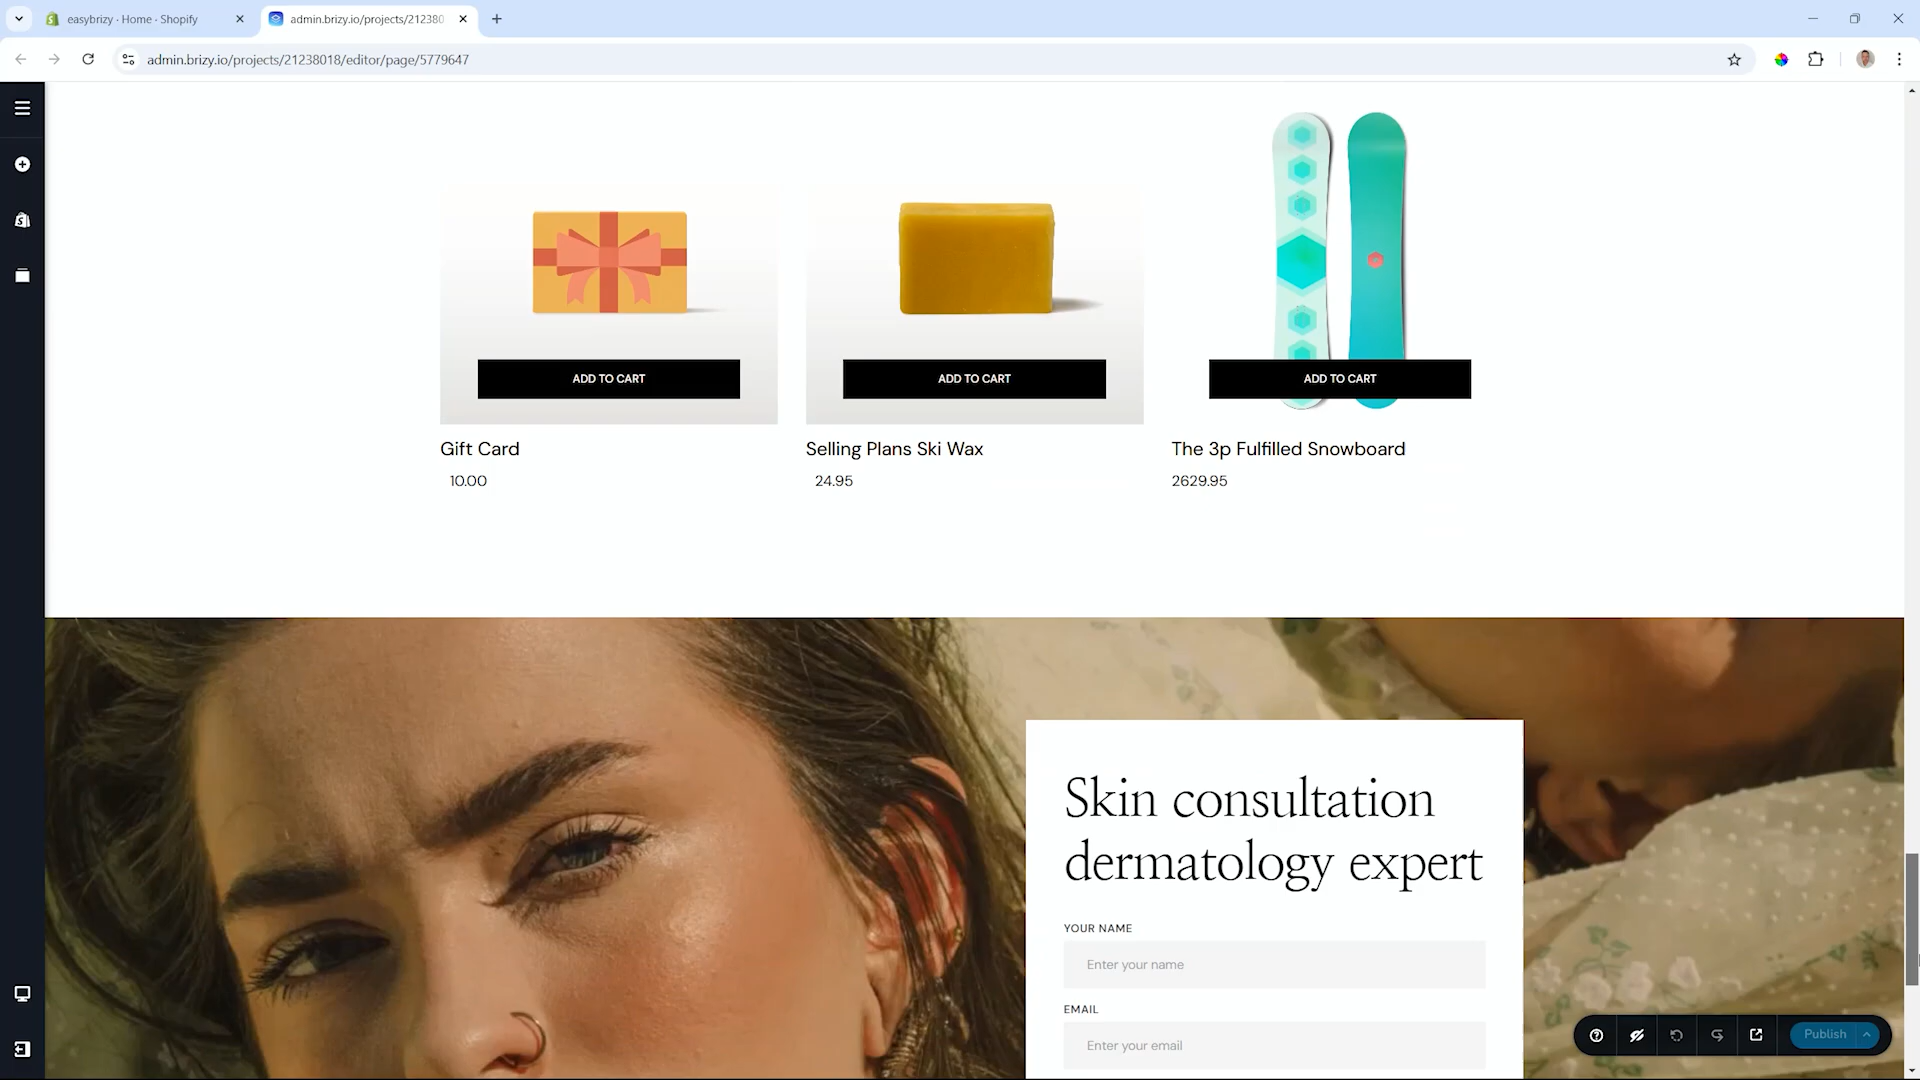 easybrizy · Home · Shopify
admin.brizy.io/projects/212380
admin.brizy.io/projects/21238018/editor/page/5779647
ADD TO CART
ADD TO CART
ADD TO CART
Gift Card
Selling Plans Ski Wax
The 3p Fulfilled Snowboard
10.00
24.95
2629.95
Skin consultation
dermatology expert
YOUR NAME
Enter your name
EMAIL
Enter your email
Publish